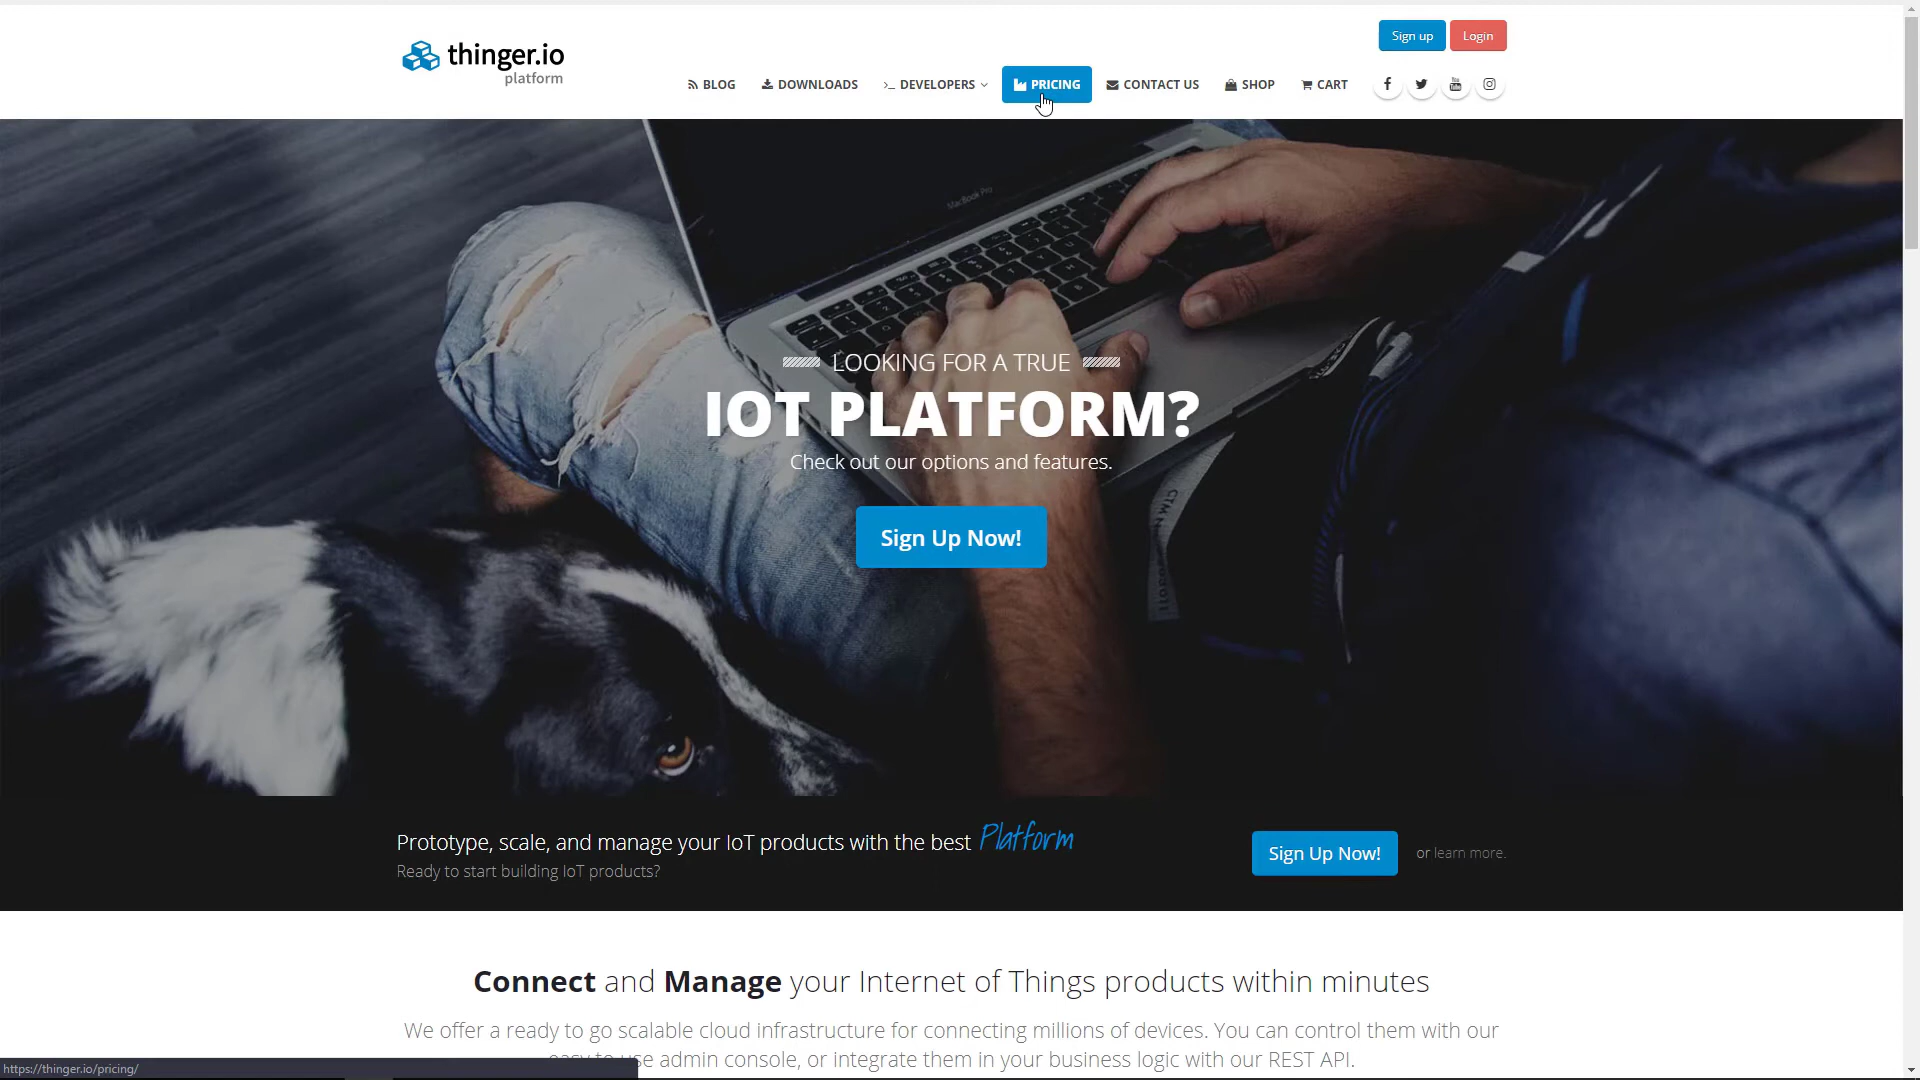 thinger.io
platform
Sign up
Login
BLOG
DOWNLOADS
DEVELOPERS
PRICING
CONTACT US
SHOP
CART
MacBook Pro
LOOKING FOR A TRUE
IOT PLATFORM?
Check out our options and features.
Sign Up Now!
Prototype, scale, and manage your IoT products with the best Platform
Ready to start building IoT products?
Sign Up Now!
or learn more.
Connect and Manage your Internet of Things products within minutes
We offer a ready to go scalable cloud infrastructure for connecting millions of devices. You can control them with our
easy to use admin console, or integrate them in your business logic with our REST API.
https://thinger.io/pricing/